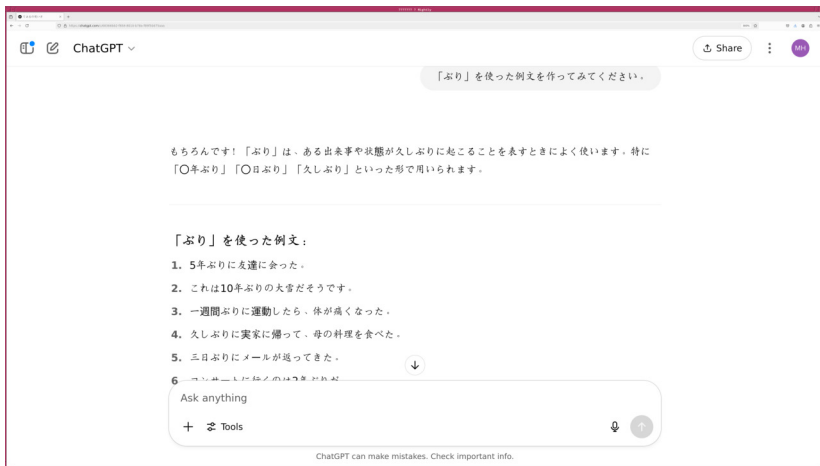 ChatGPT
Share
MH
「ぶり」を使った例文を作ってみてください。
もちろんです！「ぶり」は、ある出来事や状態が久しぶりに起こることを表すときによく使います。特に
「〇年ぶり」「〇日ぶり」「久しぶり」といった形で用いられます。
「ぶり」を使った例文：
1. 5年ぶりに友達に会った。
2. これは10年ぶりの大雪だそうです。
3. 一週間ぶりに運動したら、体が痛くなった。
4. 久しぶりに実家に帰って、母の料理を食べた。
5. 三日ぶりにメールが返ってきた。
6
Ask anything
Tools
ChatGPT can make mistakes. Check important info.